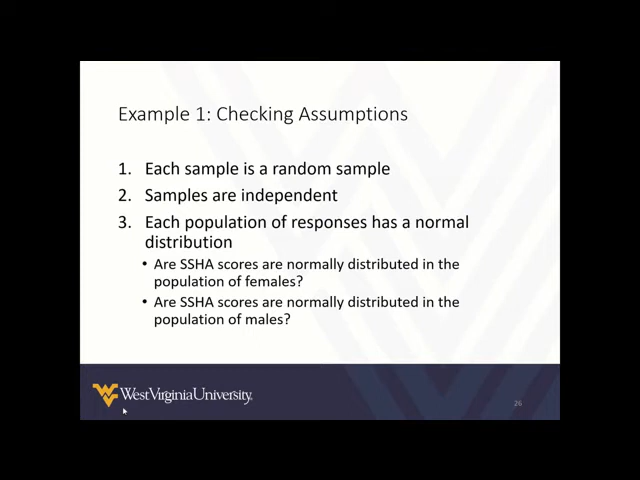 Example 1: Checking Assumptions
1. Each sample is a random sample
2. Samples are independent
3. Each population of responses has a normal
distribution
• Are SSHA scores are normally distributed in the
population of females?
• Are SSHA scores are normally distributed in the
population of males?
WestVirginiaUniversity.
26